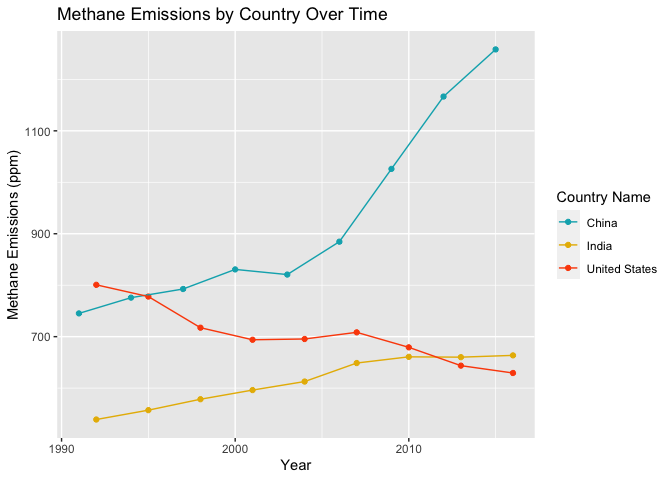 Methane Emissions by Country Over Time
Methane Emissions (ppm)
1100
900
700
1990
2000
2010
Year
Country Name
China
India
United States